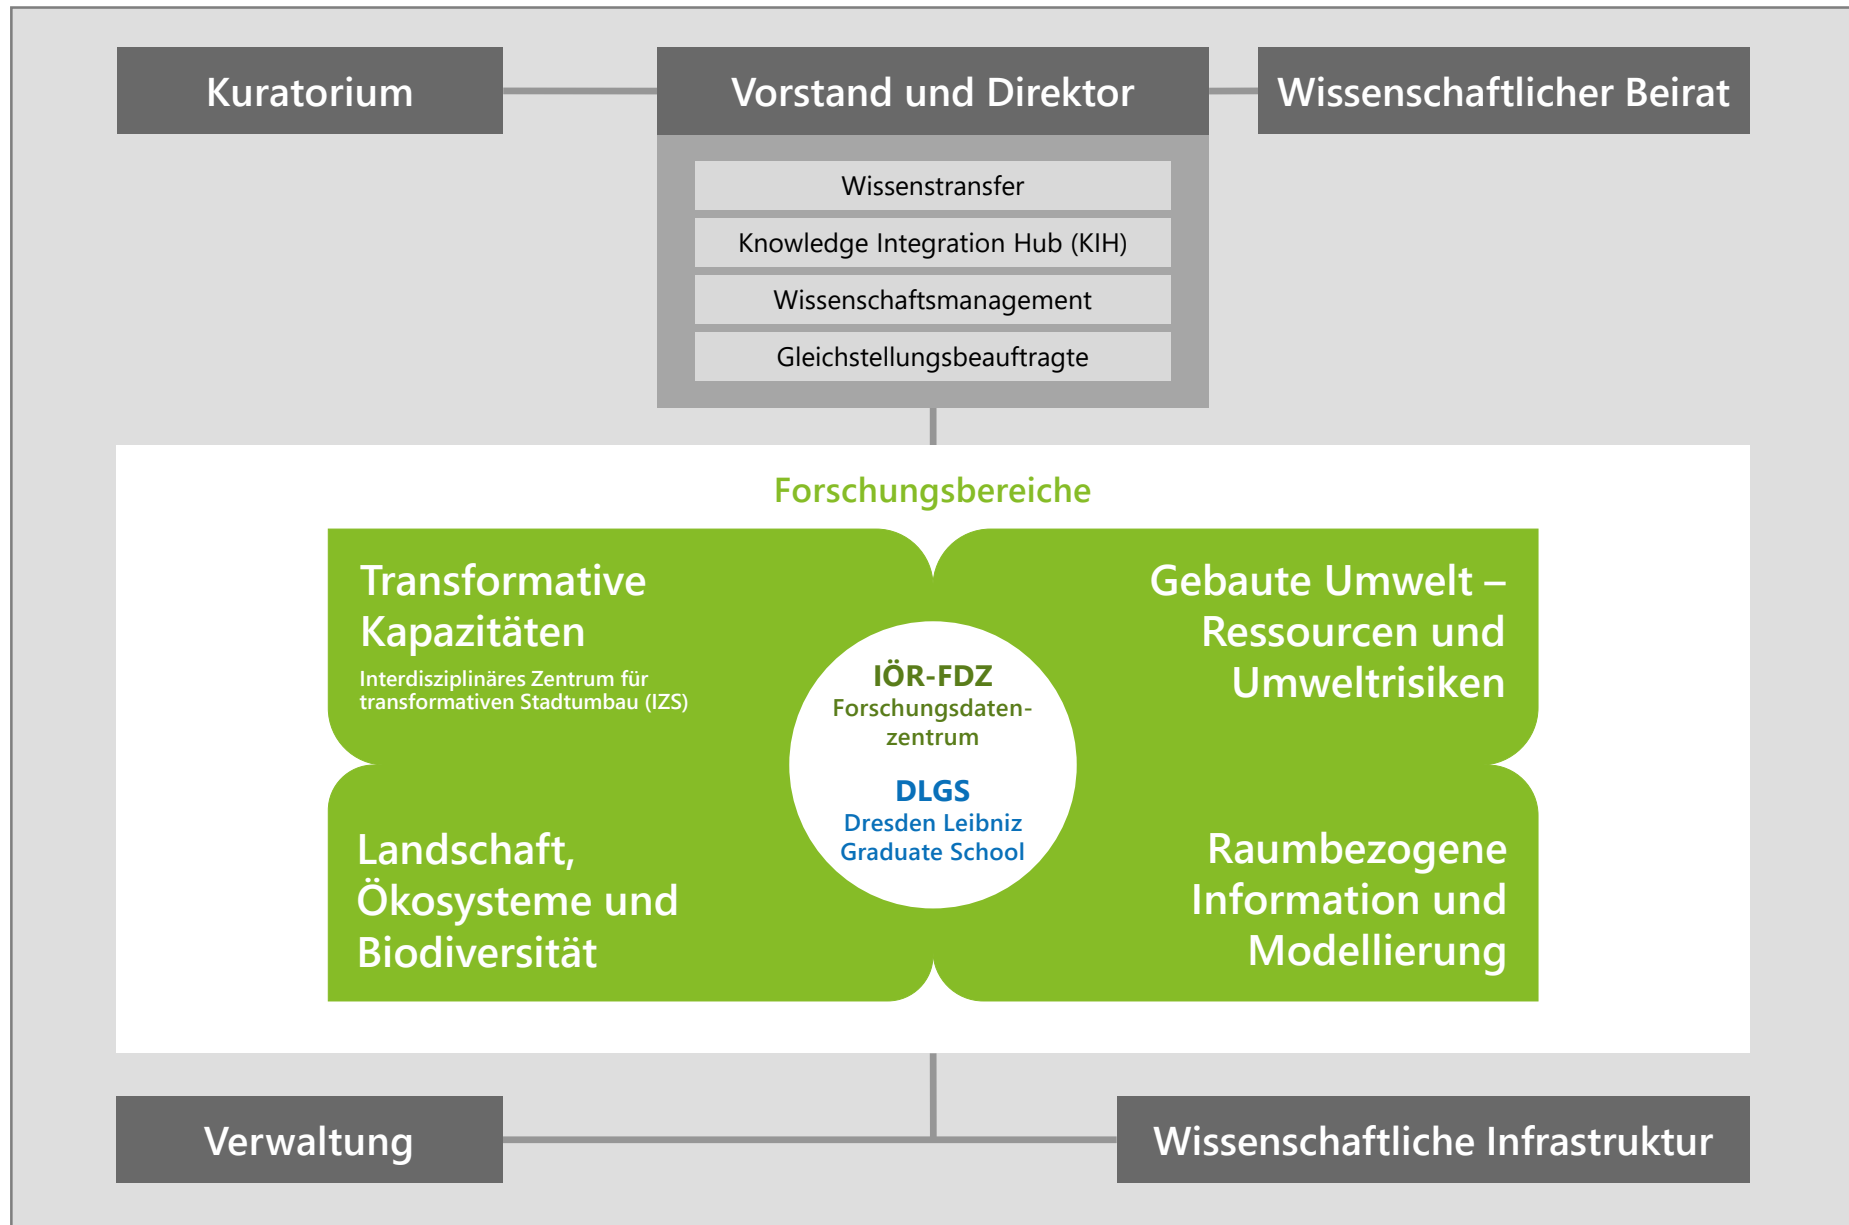 Kuratorium
Vorstand und Direktor
Wissenschaftlicher Beirat
Wissenstransfer
Knowledge Integration Hub (KIH)
Wissenschaftsmanagement
Gleichstellungsbeauftragte
Forschungsbereiche
Transformative
Kapazitäten
Interdisziplinäres Zentrum für
transformativen Stadtumbau (IZS)
Gebaute Umwelt –
Ressourcen und
Umweltrisiken
IÖR-FDZ
Forschungsdaten-
zentrum
DLGS
Dresden Leibniz
Graduate School
Landschaft,
Ökosysteme und
Biodiversität
Raumbezogene
Information und
Modellierung
Verwaltung
Wissenschaftliche Infrastruktur